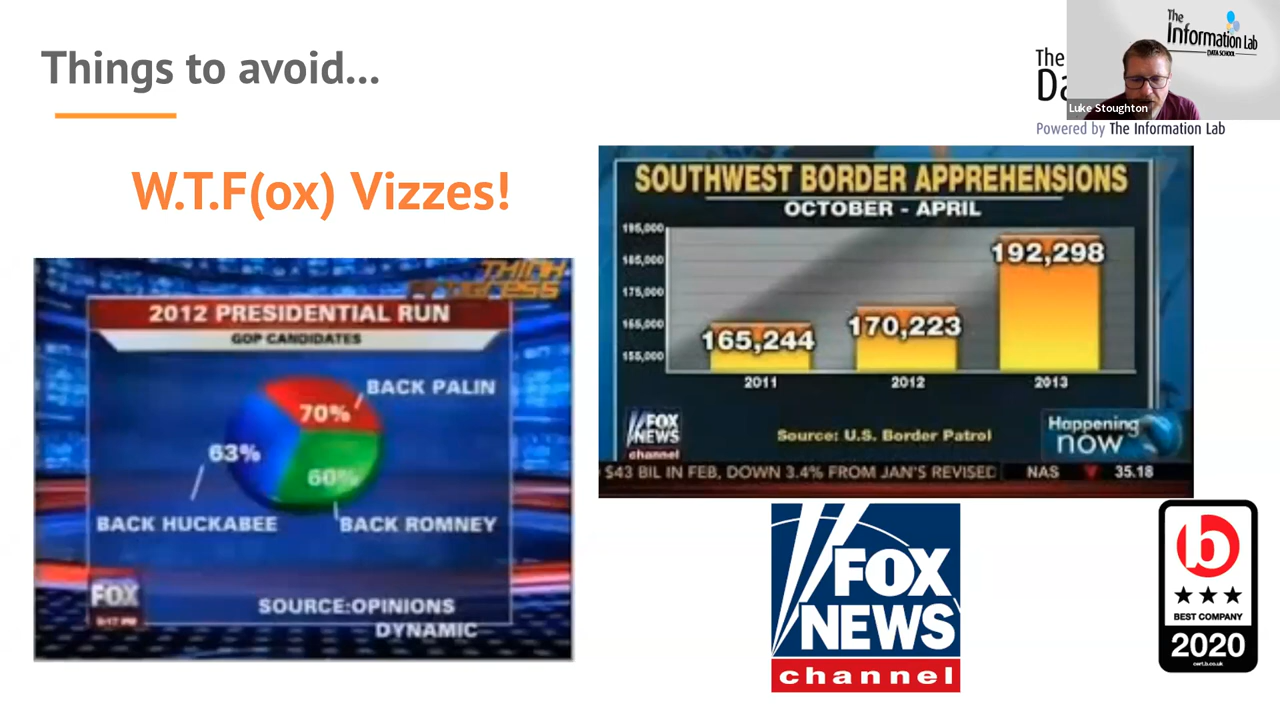 Things to avoid...
W.T.F(ox) Vizzes!
The
Information Lab
DATA SCHOOL
Luke Stoughton
The
Powered by The Information Lab
THINK
PROGRESS
2012 PRESIDENTIAL RUN
GOP CANDIDATES
BACK PALIN
70%
63%
60%
BACK HUCKABEE
BACK ROMNEY
FOX
SOURCE:OPINIONS
DYNAMIC
SOUTHWEST BORDER APPREHENSIONS
OCTOBER - APRIL
195,000
185,000
175,000
165,000
155,000
165,244
170,223
192,298
2011
2012
2013
FOX
NEWS
channel
Source: U.S. Border Patrol
Happening
now
$43 BIL IN FEB, DOWN 3.4% FROM JAN'S REVISED
NAS
35.18
FOX
NEWS
channel
b
BEST COMPANY
2020